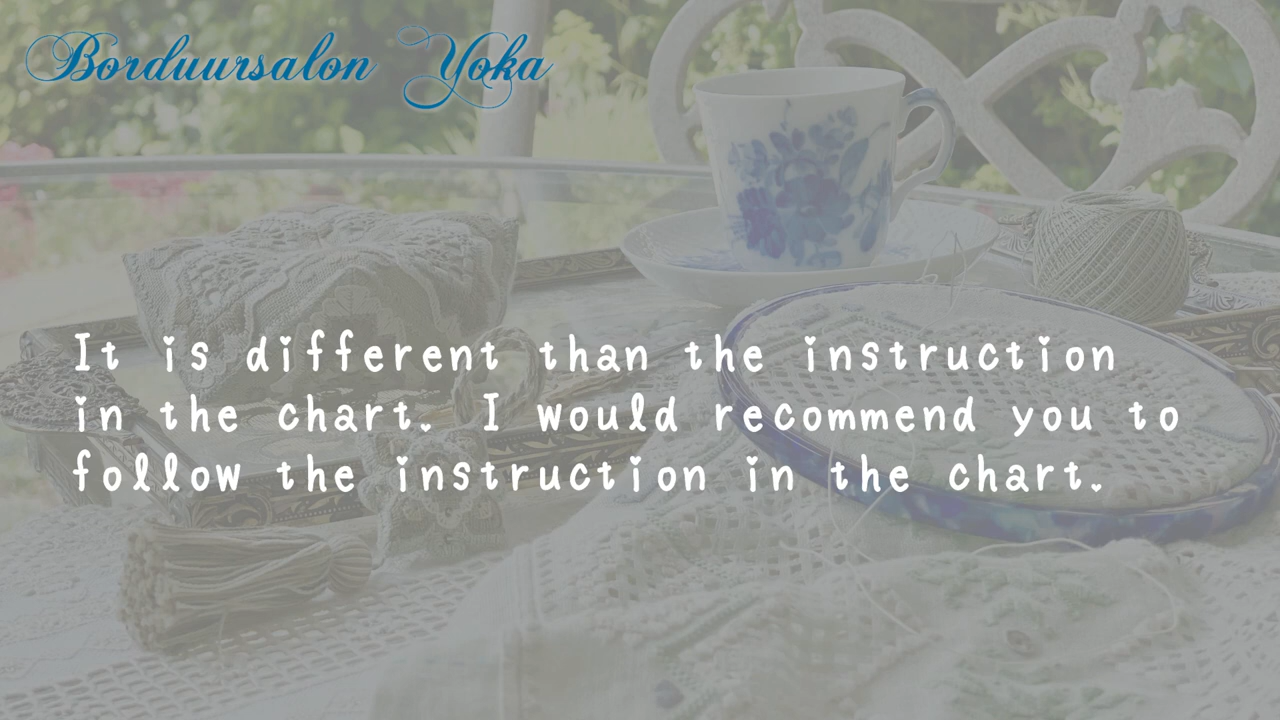 Borduursalon Yoka
It is different than the instruction
in the chart. I would recommend you to
follow the instruction in the chart.